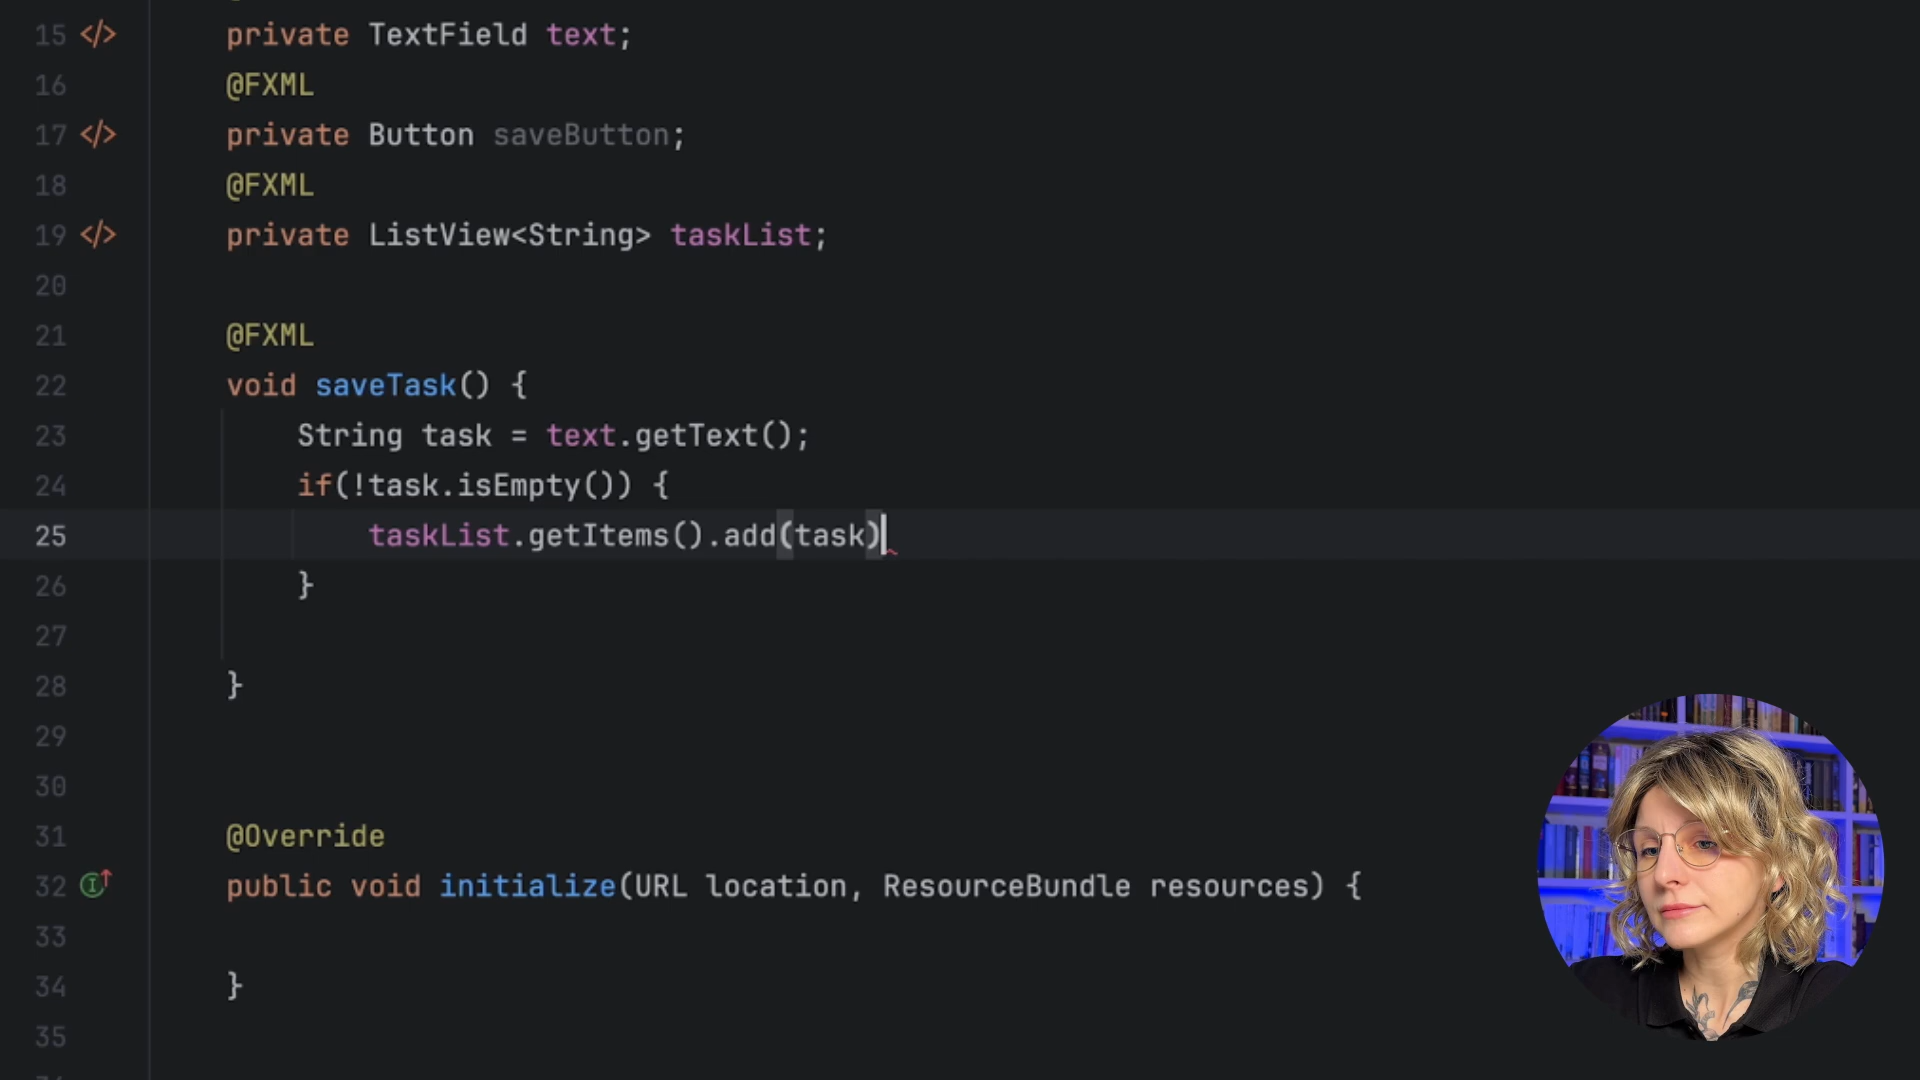 15 </> private TextField text;
16 @FXML
17 </> private Button saveButton;
18 @FXML
19 </> private ListView<String> taskList;
20
21 @FXML
22 void saveTask() {
23 String task = text.getText();
24 if(!task.isEmpty()) {
25 taskList.getItems().add(task)
26 }
27
28 }
29
30
31 @Override
32 public void initialize(URL location, ResourceBundle resources) {
33
34 }
35